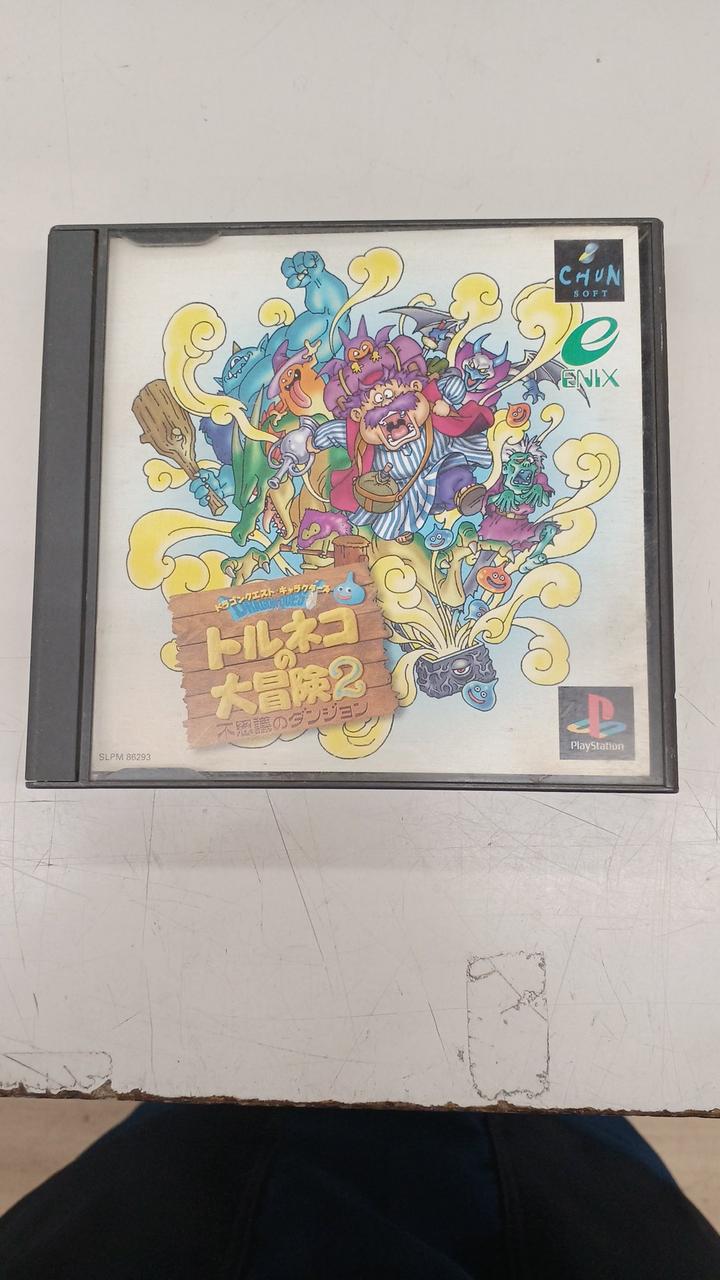 CHUN
SOFT
ENIX
ドラゴンクエスト・キャラクターズ
DRAGON QUEST
トルネコ
の
大冒険2
不思議のダンジョン
SLPM 86293
PlayStation